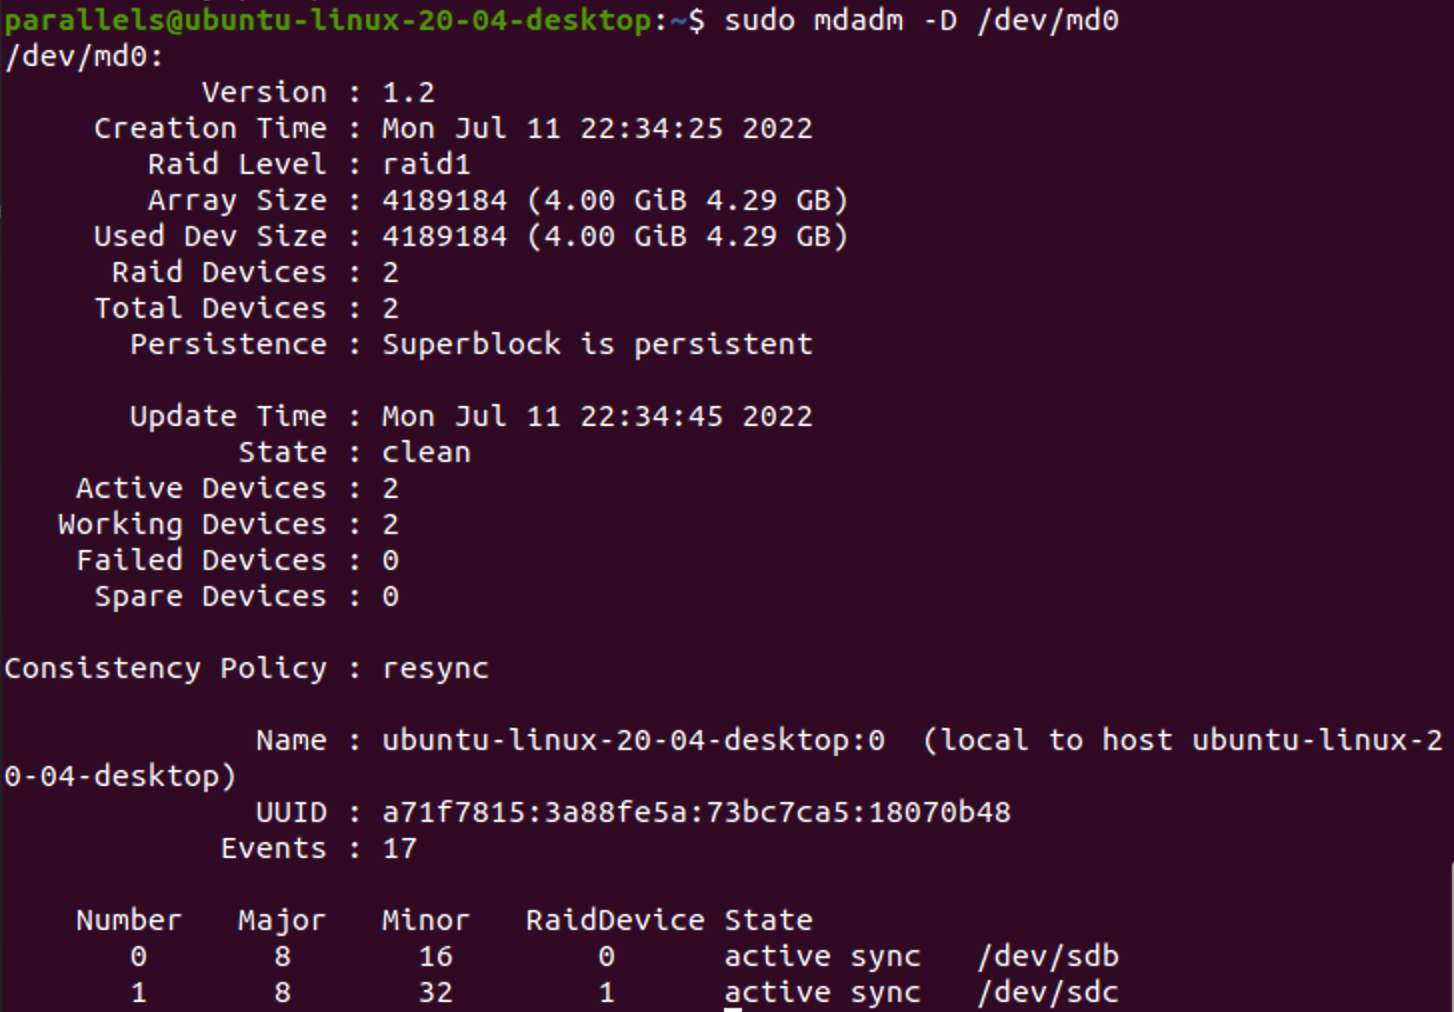 parallels@ubuntu-linux-20-04-desktop:~$ sudo mdadm -D /dev/md0
/dev/md0:
           Version : 1.2
     Creation Time : Mon Jul 11 22:34:25 2022
        Raid Level : raid1
        Array Size : 4189184 (4.00 GiB 4.29 GB)
     Used Dev Size : 4189184 (4.00 GiB 4.29 GB)
      Raid Devices : 2
     Total Devices : 2
       Persistence : Superblock is persistent

       Update Time : Mon Jul 11 22:34:45 2022
             State : clean
    Active Devices : 2
   Working Devices : 2
    Failed Devices : 0
     Spare Devices : 0

Consistency Policy : resync

              Name : ubuntu-linux-20-04-desktop:0  (local to host ubuntu-linux-2
0-04-desktop)
              UUID : a71f7815:3a88fe5a:73bc7ca5:18070b48
            Events : 17

    Number   Major   Minor   RaidDevice State
       0       8       16        0      active sync   /dev/sdb
       1       8       32        1      active sync   /dev/sdc